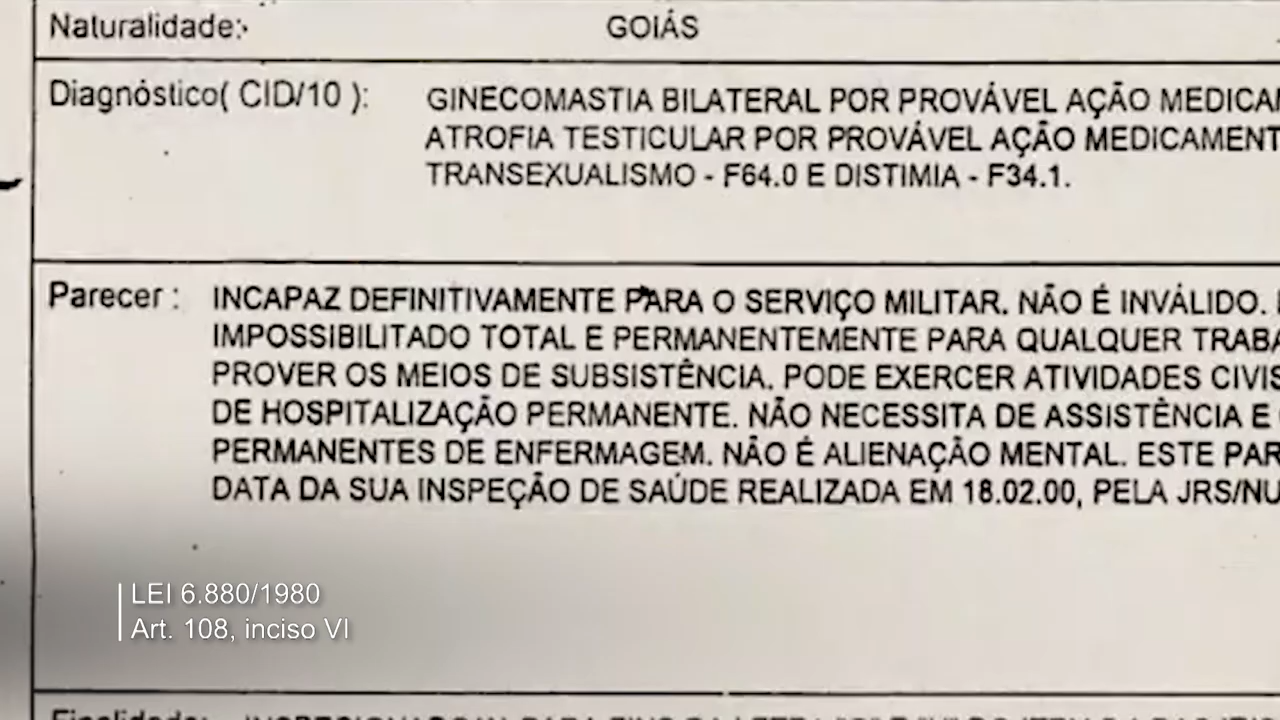 Naturalidade:
GOIÁS
Diagnóstico( CID/10 ):
GINECOMASTIA BILATERAL POR PROVÁVEL AÇÃO
ATROFIA TESTICULAR POR PROVÁVEL AÇÃO
TRANSEXUALISMO - F64.0 E DISTIMIA - F34.1.
Parecer :
INCAPAZ DEFINITIVAMENTE PARA O SERVIÇO MILITAR. NÃO É INVÁLIDO.
IMPOSSIBILITADO TOTAL E PERMANENTEMENTE PARA QUALQUER
PROVER OS MEIOS DE SUBSISTÊNCIA. PODE EXERCER ATIVIDADES CIVIS
DE HOSPITALIZAÇÃO PERMANENTE. NÃO NECESSITA DE ASSISTÊNCIA E
PERMANENTES DE ENFERMAGEM. NÃO É ALIENAÇÃO MENTAL. ESTE
DATA DA SUA INSPEÇÃO DE SAÚDE REALIZADA EM 18.02.00, PELA
LEI 6.880/1980
Art. 108, inciso VI